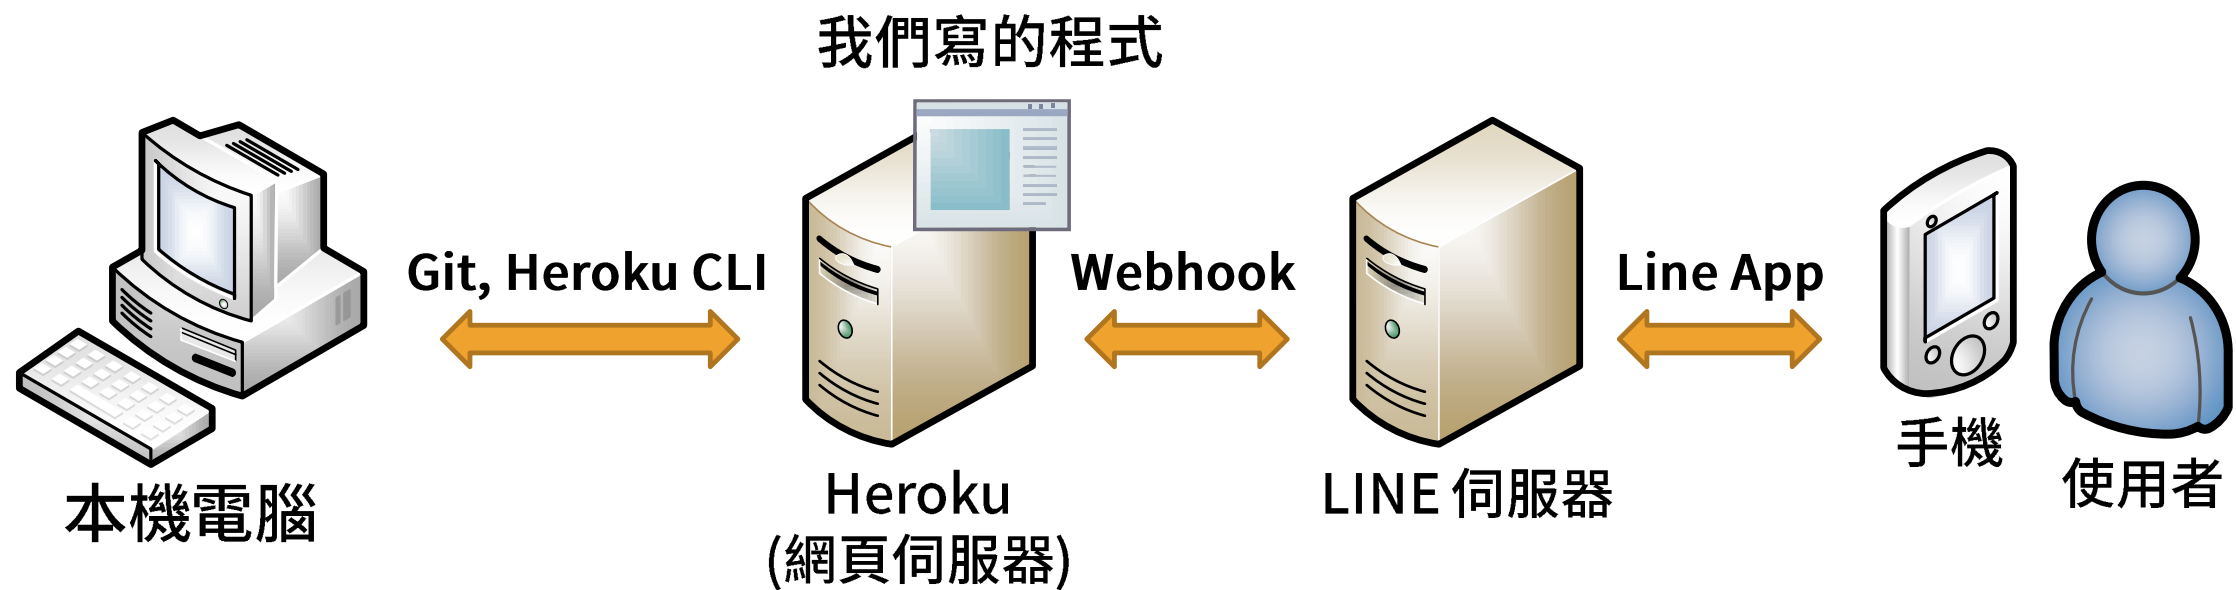 我們寫的程式
Git, Heroku CLI
Webhook
Line App
本機電腦
Heroku
(網頁伺服器)
LINE 伺服器
手機
使用者